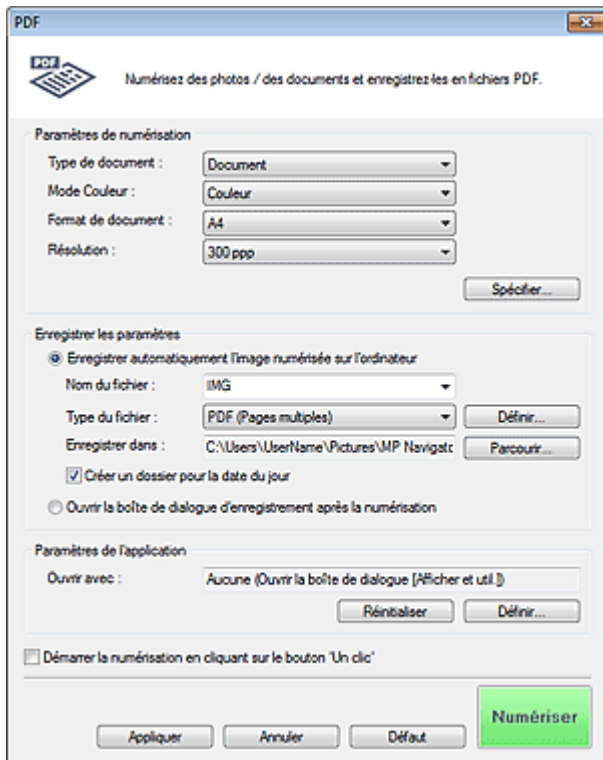 PDF
PDF
Numérisez des photos / des documents et enregistrez-les en fichiers PDF.
Paramètres de numérisation
Type de document : Document
Mode Couleur : Couleur
Format de document : A4
Résolution : 300 ppp
Spécifier...
Enregistrer les paramètres
Enregistrer automatiquement l'image numérisée sur l'ordinateur
Nom du fichier : IMG
Type du fichier : PDF (Pages multiples) Définir...
Enregistrer dans : C:\Users\UserName\Pictures\MP Navigatc Parcourir...
Créer un dossier pour la date du jour
Ouvrir la boîte de dialogue d'enregistrement après la numérisation
Paramètres de l'application
Ouvrir avec : Aucune (Ouvrir la boîte de dialogue [Afficher et util.])
Réinitialiser Définir...
Démarrer la numérisation en cliquant sur le bouton 'Un clic'
Numériser
Appliquer Annuler Défaut